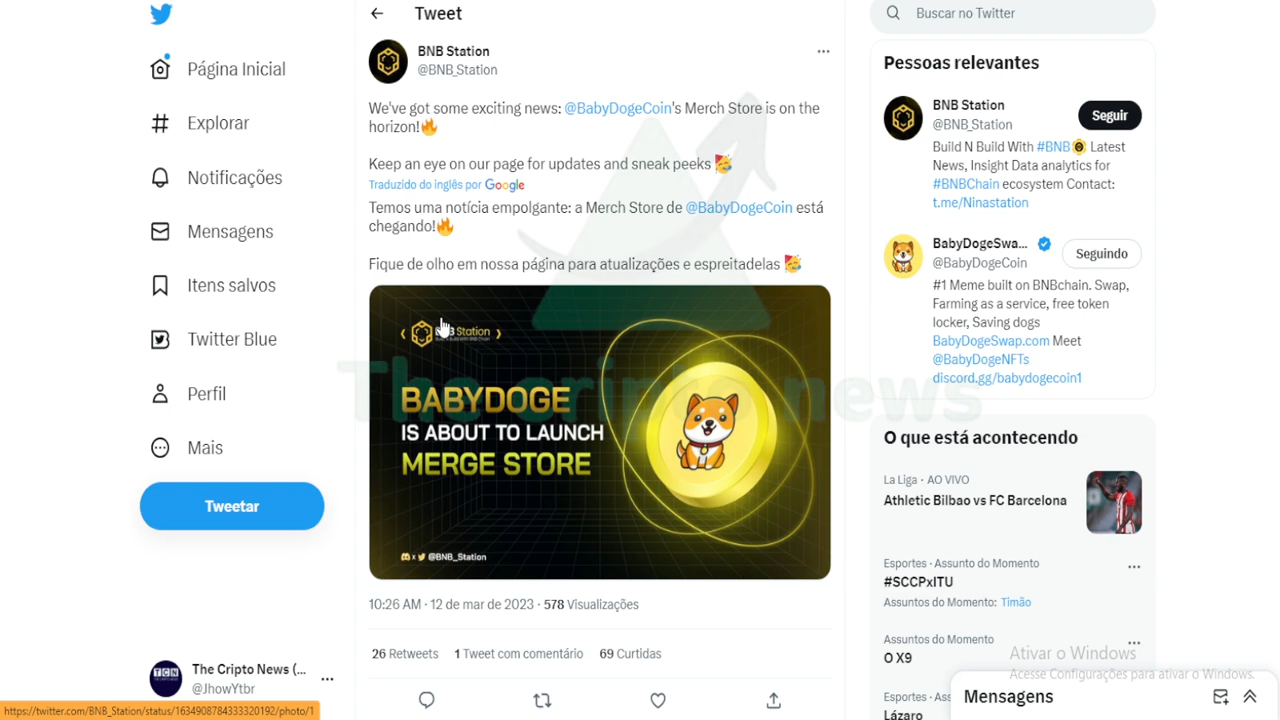 Página Inicial
Explorar
Notificações
Mensagens
Itens salvos
Twitter Blue
Perfil
Mais
Tweetar
TCN
The Cripto News (...
@JhowYtbr
https://twitter.com/BNB_Station/status/1634908784333320192/photo/1
Tweet
BNB Station
@BNB_Station
We've got some exciting news: @BabyDogeCoin's Merch Store is on the
horizon!🔥
Keep an eye on our page for updates and sneak peeks 🥳
Traduzido do inglês por Google
Temos uma notícia empolgante: a Merch Store de @BabyDogeCoin está
chegando!🔥
Fique de olho em nossa página para atualizações e espreitadelas 🥳
The cripto news
BNB Station
Build N Build With BNB Chain
BABYDOGE
IS ABOUT TO LAUNCH
MERGE STORE
x @BNB_Station
10:26 AM · 12 de mar de 2023 · 578 Visualizações
26 Retweets 1 Tweet com comentário 69 Curtidas
Buscar no Twitter
Pessoas relevantes
BNB Station
@BNB_Station
Seguir
Build N Build With #BNB Latest
News, Insight Data analytics for
#BNBChain ecosystem Contact:
t.me/Ninastation
BabyDogeSwa...
@BabyDogeCoin
Seguindo
#1 Meme built on BNBchain. Swap,
Farming as a service, free token
locker, Saving dogs
BabyDogeSwap.com Meet
@BabyDogeNFTs
discord.gg/babydogecoin1
O que está acontecendo
La Liga · AO VIVO
Athletic Bilbao vs FC Barcelona
Esportes · Assunto do Momento
#SCCPxITU
Assuntos do Momento: Timão
Assuntos do Momento
O X9
Esportes · Ass
Lázaro
Ativar o Windows
Acesse Configurações para ativar o Windows.
Mensagens